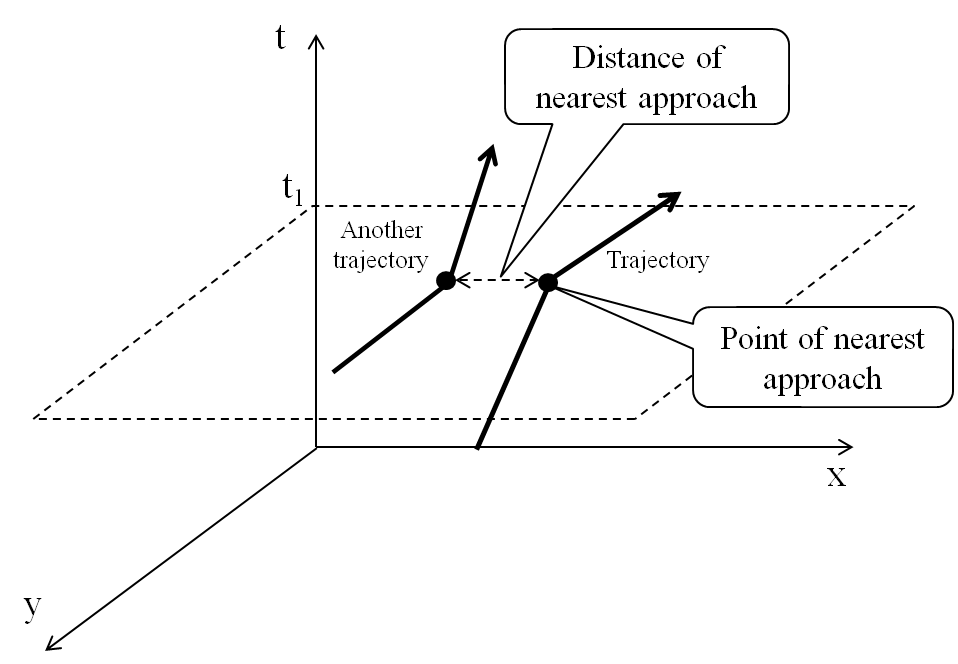 t
Distance of
nearest approach
t1
Another
trajectory
Trajectory
Point of nearest
approach
x
y